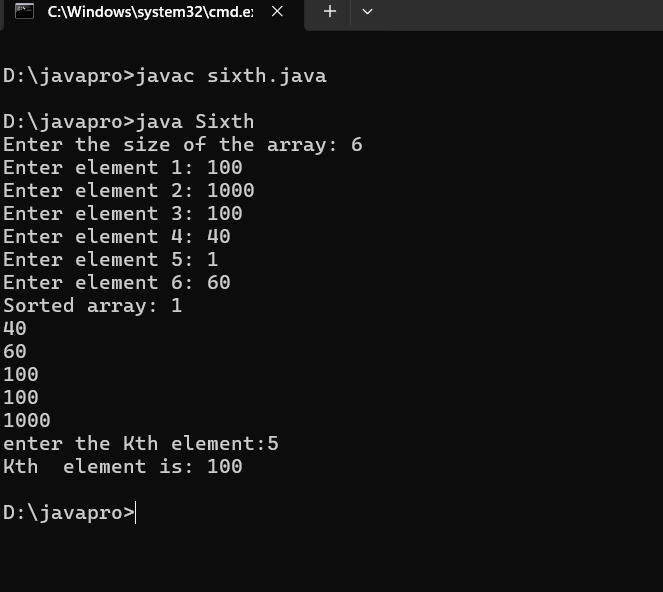 C:\Windows\system32\cmd.e:
D:\javapro>javac sixth.java
D:\javapro>java Sixth
Enter the size of the array: 6
Enter element 1: 100
Enter element 2: 1000
Enter element 3: 100
Enter element 4: 40
Enter element 5: 1
Enter element 6: 60
Sorted array: 1
40
60
100
100
1000
enter the Kth element:5
Kth  element is: 100
D:\javapro>